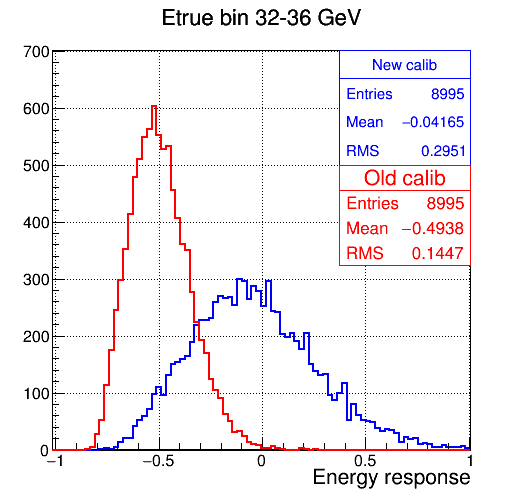 Etrue bin 32-36 GeV
700
600
500
400
300
200
100
0
New calib
Entries 8995
Mean −0.04165
RMS 0.2951
Old calib
Entries 8995
Mean −0.4938
RMS 0.1447
−1 −0.5 0 0.5 1
Energy response